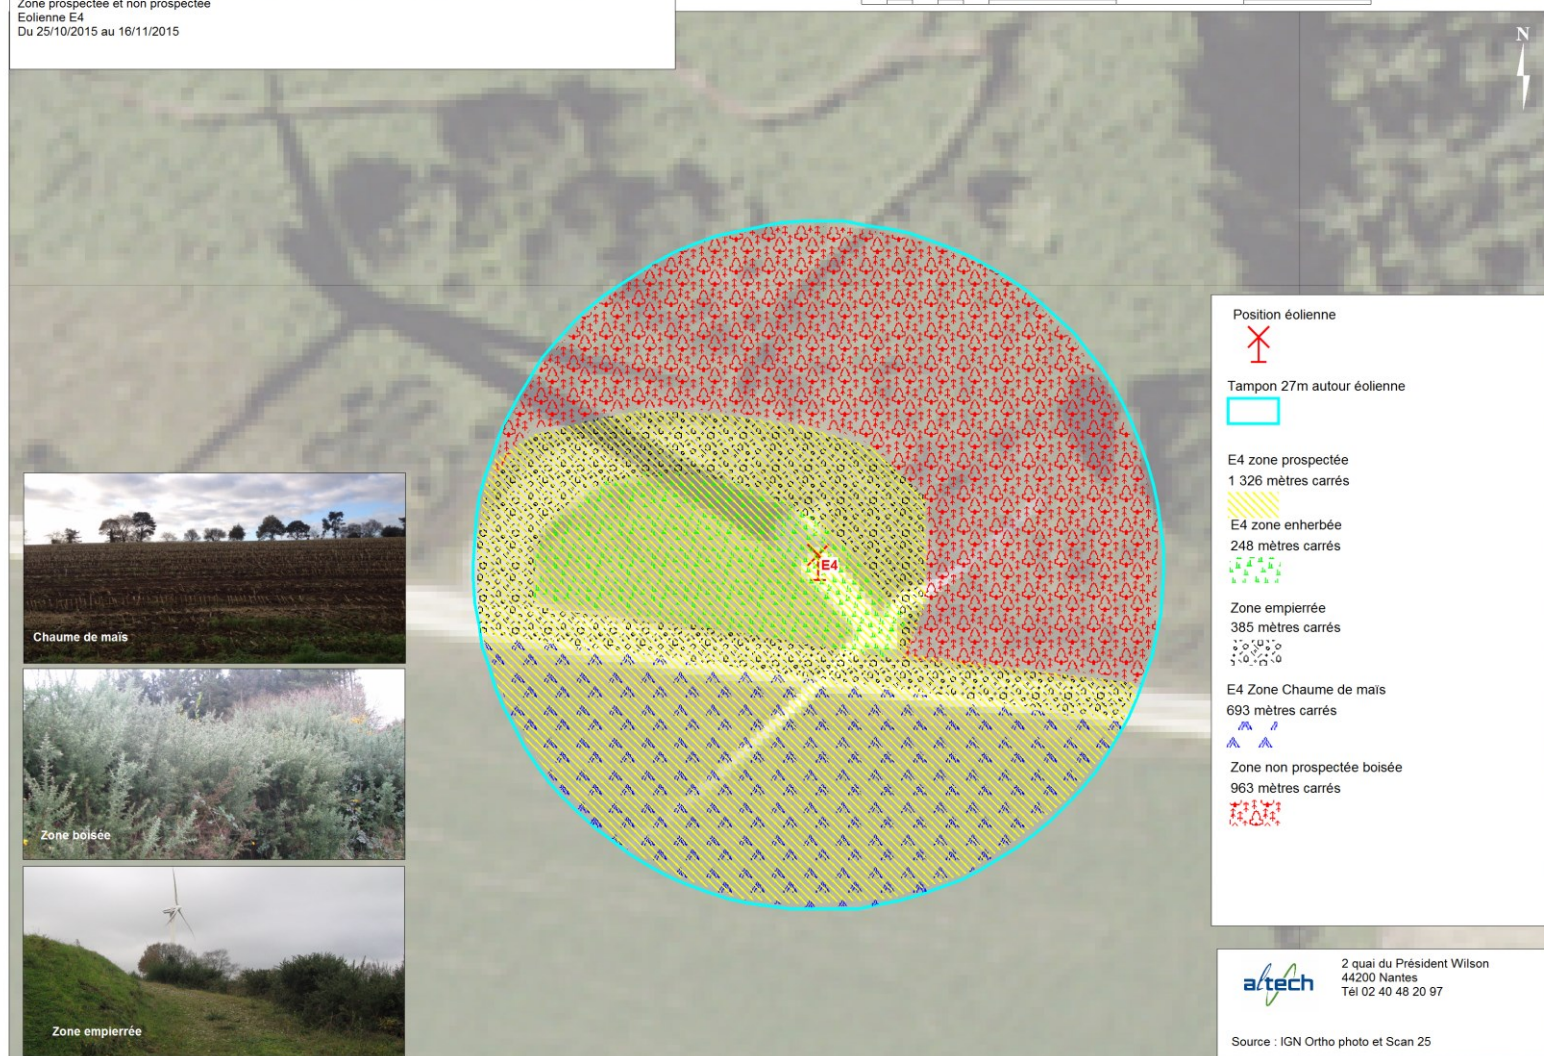 Zone prospectée et non prospectée
Eolienne E4
Du 25/10/2015 au 16/11/2015
N
Position éolienne
Tampon 27m autour éolienne
E4 zone prospectée
1 326 mètres carrés
E4 zone enherbée
248 mètres carrés
Zone empierrée
385 mètres carrés
E4 Zone Chaume de maïs
693 mètres carrés
Zone non prospectée boisée
963 mètres carrés
E4
Chaume de maïs
Zone boisée
Zone empierrée
altech
2 quai du Président Wilson
44200 Nantes
Tél 02 40 48 20 97
Source : IGN Ortho photo et Scan 25